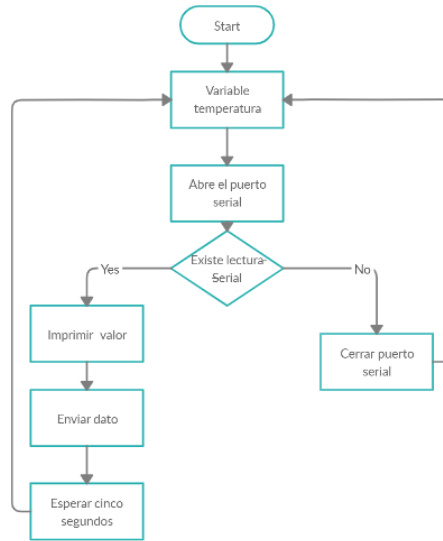 Start
Variable
temperatura
Abre el puerto
serial
Existe lectura-
Serial
Yes
No
Imprimir valor
Cerrar puerto
serial
Enviar dato
Esperar cinco
segundos